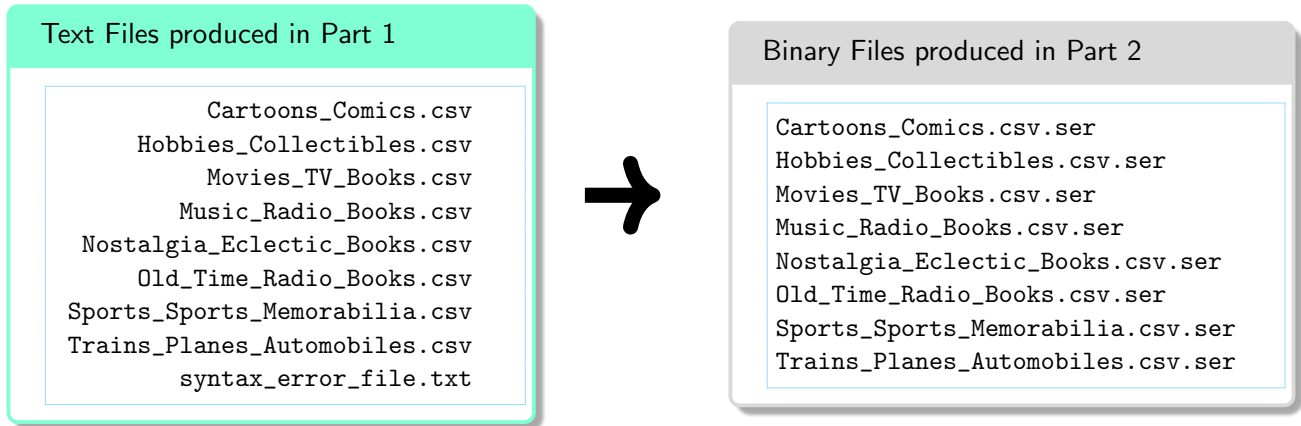 Text Files produced in Part 1
Cartoons_Comics.csv
Hobbies_Collectibles.csv
Movies_TV_Books.csv
Music_Radio_Books.csv
Nostalgia_Eclectic_Books.csv
Old_Time_Radio_Books.csv
Sports_Sports_Memorabilia.csv
Trains_Planes_Automobiles.csv
syntax_error_file.txt
Binary Files produced in Part 2
Cartoons_Comics.csv.ser
Hobbies_Collectibles.csv.ser
Movies_TV_Books.csv.ser
Music_Radio_Books.csv.ser
Nostalgia_Eclectic_Books.csv.ser
Old_Time_Radio_Books.csv.ser
Sports_Sports_Memorabilia.csv.ser
Trains_Planes_Automobiles.csv.ser